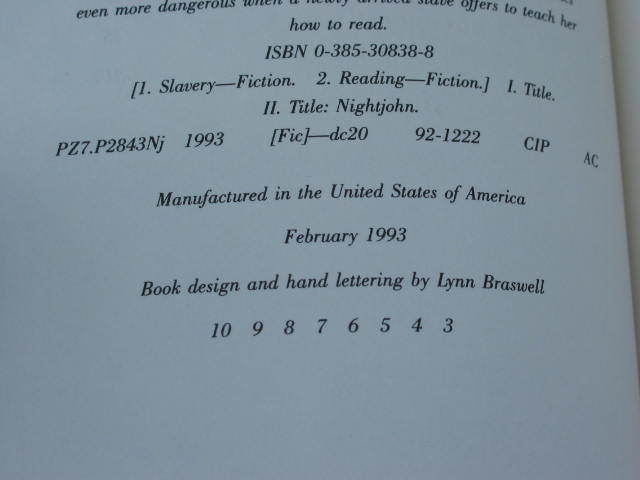 even more dangerous when a newly arrived slave offers to teach her
how to read.
ISBN 0-385-30838-8
[1. Slavery—Fiction. 2. Reading—Fiction.] I. Title.
II. Title: Nightjohn.
PZ7.P2843Nj 1993 [Fic]—dc20 92-1222 CIP AC
Manufactured in the United States of America
February 1993
Book design and hand lettering by Lynn Braswell
10 9 8 7 6 5 4 3